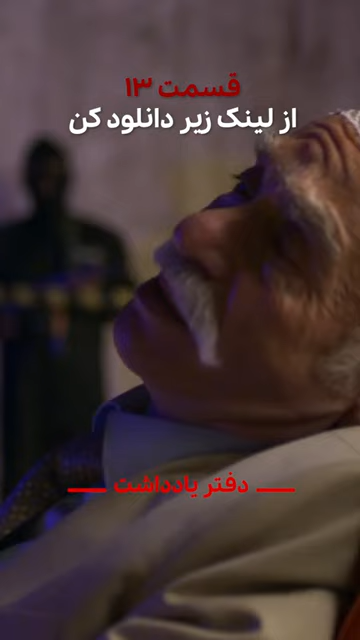 قسمت ۱۳
از لینک زیر دانلود کن
دفتر یادداشت